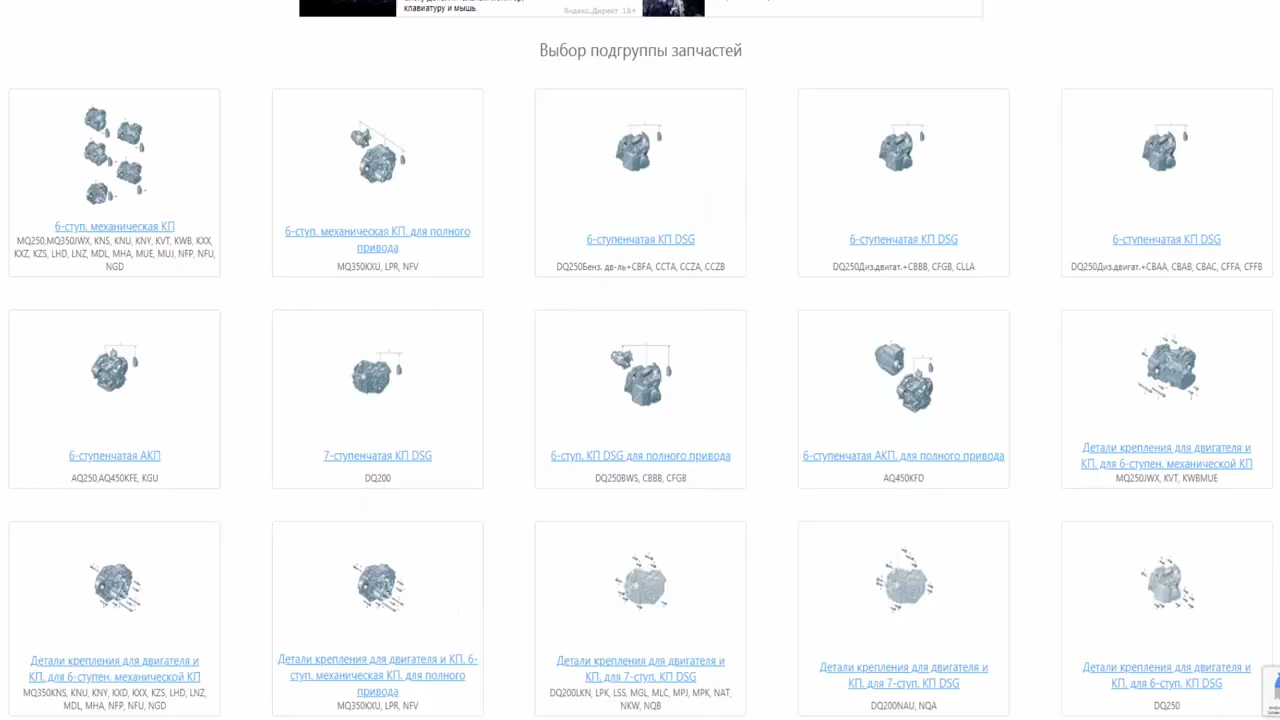 клавиатуру и мышь.
Яндекс.Директ 18+
Выбор подгруппы запчастей
6-ступ. механическая КП
MQ250,MQ350JWX, KNS, KNU, KNY, KVT, KWB, KXX,
KXZ, KZS, LHD, LNZ, MDL, MHA, MUE, MUJ, NFP, NFU,
NGD
6-ступ. механическая КП. для полного
привода
MQ350KXU, LPR, NFV
6-ступенчатая КП DSG
DQ250Бенз. дв-ль+CBFA, CCTA, CCZA, CCZB
6-ступенчатая КП DSG
DQ250Диз.двигат.+CBBB, CFGB, CLLA
6-ступенчатая КП DSG
DQ250Диз.двигат.+CBAA, CBAB, CBAC, CFFA, CFFB
6-ступенчатая АКП
AQ250,AQ450KFE, KGU
7-ступенчатая КП DSG
DQ200
6-ступ. КП DSG для полного привода
DQ250BWS, CBBB, CFGB
6-ступенчатая АКП. для полного привода
AQ450KFD
Детали крепления для двигателя и
КП. для 6-ступен. механической КП
MQ250JWX, KVT, KWBMUE
Детали крепления для двигателя и
КП. для 6-ступен. механической КП
MQ350KNS, KNU, KNY, KXD, KXX, KZS, LHD, LNZ,
MDL, MHA, NFP, NFU, NGD
Детали крепления для двигателя и КП. 6-
ступ. механическая КП. для полного
привода
MQ350KXU, LPR, NFV
Детали крепления для двигателя и
КП. для 7-ступ. КП DSG
DQ200LKN, LPK, LSS, MGL, MLC, MPJ, MPK, NAT,
NKW, NQB
Детали крепления для двигателя и
КП. для 7-ступ. КП DSG
DQ200NAU, NQA
Детали крепления для двигателя и
КП. для 6-ступ. КП DSG
DQ250